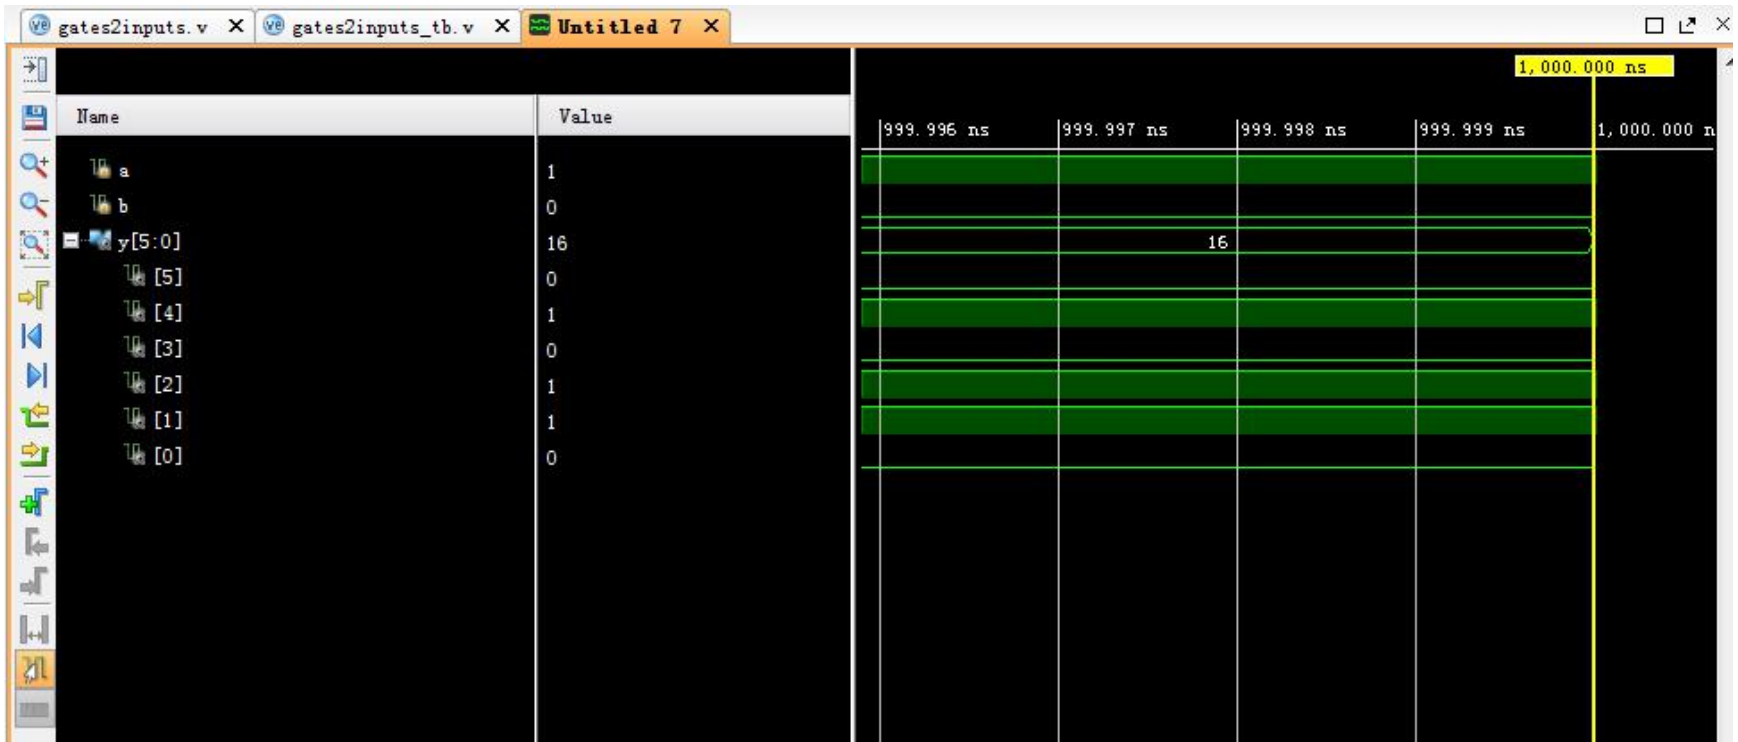 gates2inputs.v X gates2inputs_tb.v X Untitled 7 X
1,000.000 ns
Name Value
999.996 ns 999.997 ns 999.998 ns 999.999 ns 1,000.000 n
a 1
b 0
y[5:0] 16 16
[5] 0
[4] 1
[3] 0
[2] 1
[1] 1
[0] 0